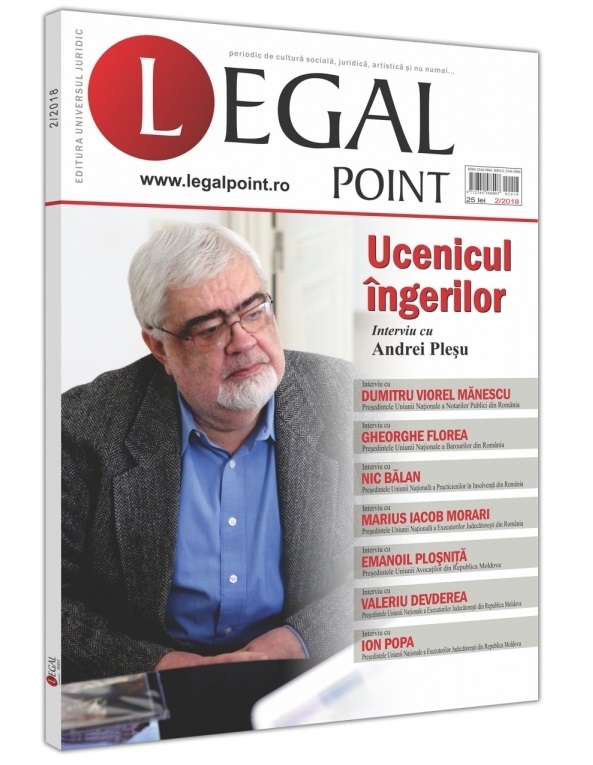 EDITURA UNIVERSUL JURIDIC
2/2018
periodic de cultură socială, juridică, artistică și nu numai...
LEGAL
POINT
www.legalpoint.ro
25 lei 2/2018
Ucenicul
îngerilor
Interviu cu
Andrei Pleșu
Interviu cu
DUMITRU VIOREL MĂNESCU
Președintele Uniunii Naționale a Notarilor Publici din România
Interviu cu
GHEORGHE FLOREA
Președintele Uniunii Naționale a Barourilor din România
Interviu cu
NIC BĂLAN
Președintele Uniunii Națională a Practicienilor în Insolvență din România
Interviu cu
MARIUS IACOB MORARI
Președintele Uniunii Națională a Executorilor Judecătorești din România
Interviu cu
EMANOIL PLOȘNIȚĂ
Președintele Uniunii Avocaților din Republica Moldova
Interviu cu
VALERIU DEVDEREA
Președintele Uniunii Naționale a Executorilor Judecătorești din Republica Moldova
Interviu cu
ION POPA
Președintele Uniunii Naționale a Executorilor Judecătorești din Republica Moldova
LEGAL
POINT